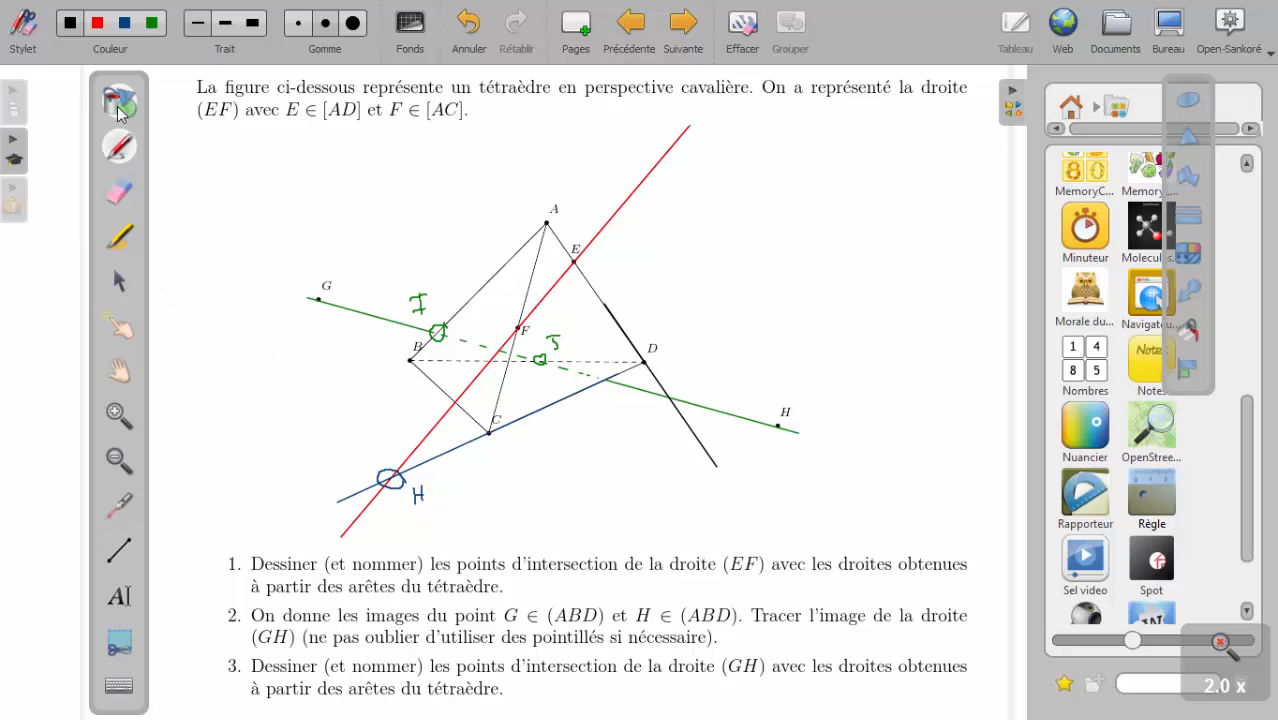 Stylet
Couleur
Trait
Gomme
Fonds
Annuler
Rétablir
Pages
Précédente
Suivante
Effacer
Grouper
Tableau
Web
Documents
Bureau
Open-Sankoré
La figure ci-dessous représente un tétraèdre en perspective cavalière. On a représenté la droite
(EF) avec E ∈ [AD] et F ∈ [AC].
A
E
G
I
F
J
B
D
C
H
H
1. Dessiner (et nommer) les points d'intersection de la droite (EF) avec les droites obtenues
à partir des arêtes du tétraèdre.
2. On donne les images du point G ∈ (ABD) et H ∈ (ABD). Tracer l'image de la droite
(GH) (ne pas oublier d'utiliser des pointillés si nécessaire).
3. Dessiner (et nommer) les points d'intersection de la droite (GH) avec les droites obtenues
à partir des arêtes du tétraèdre.
80
MemoryC...
Memory...
Minuteur
Molecules...
Morale du...
Navigateu...
1 4
8 5
Notes
Nombres
Notes
Nuancier
OpenStree...
Rapporteur
Règle
Sel video
Spot
2.0 x